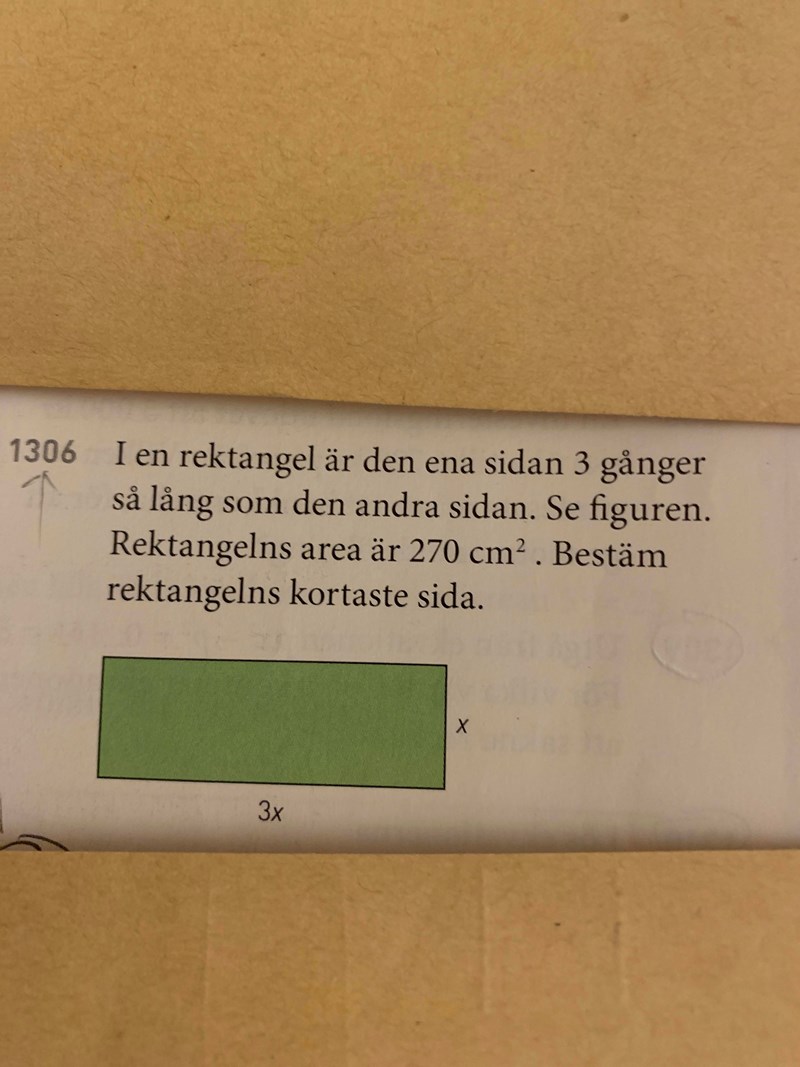 1306 I en rektangel är den ena sidan 3 gånger
så lång som den andra sidan. Se figuren.
Rektangelns area är 270 cm² . Bestäm
rektangelns kortaste sida.
x
3x